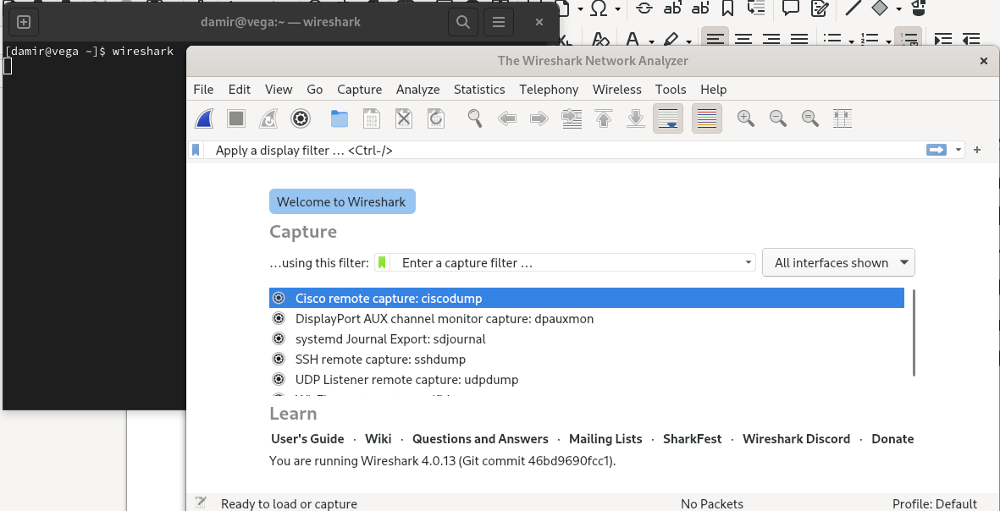 damir@vega:~ — wireshark
[damir@vega ~]$ wireshark
The Wireshark Network Analyzer
File Edit View Go Capture Analyze Statistics Telephony Wireless Tools Help
Apply a display filter … <Ctrl-/>
Welcome to Wireshark
Capture
…using this filter: Enter a capture filter … All interfaces shown
Cisco remote capture: ciscodump
DisplayPort AUX channel monitor capture: dpauxmon
systemd Journal Export: sdjournal
SSH remote capture: sshdump
UDP Listener remote capture: udpdump
Learn
User's Guide · Wiki · Questions and Answers · Mailing Lists · SharkFest · Wireshark Discord · Donate
You are running Wireshark 4.0.13 (Git commit 46bd9690fcc1).
Ready to load or capture No Packets Profile: Default